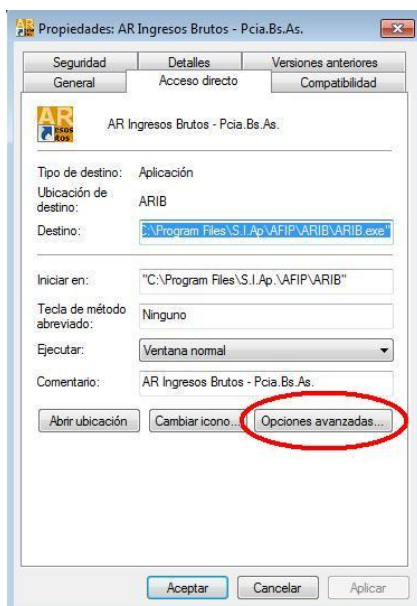 Propiedades: AR Ingresos Brutos - Pcia.Bs.As.
Seguridad Detalles Versiones anteriores
General Acceso directo Compatibilidad
AR
AR Ingresos Brutos - Pcia.Bs.As.
Tipo de destino: Aplicación
Ubicación de destino: ARIB
Destino: C:\Program Files\S.I.Ap\AFIP\ARIB\ARIB.exe"
Iniciar en: "C:\Program Files\S.I.Ap.\AFIP\ARIB"
Tecla de método abreviado: Ninguno
Ejecutar: Ventana normal
Comentario: AR Ingresos Brutos - Pcia.Bs.As.
Abrir ubicación Cambiar icono... Opciones avanzadas...
Aceptar Cancelar Aplicar